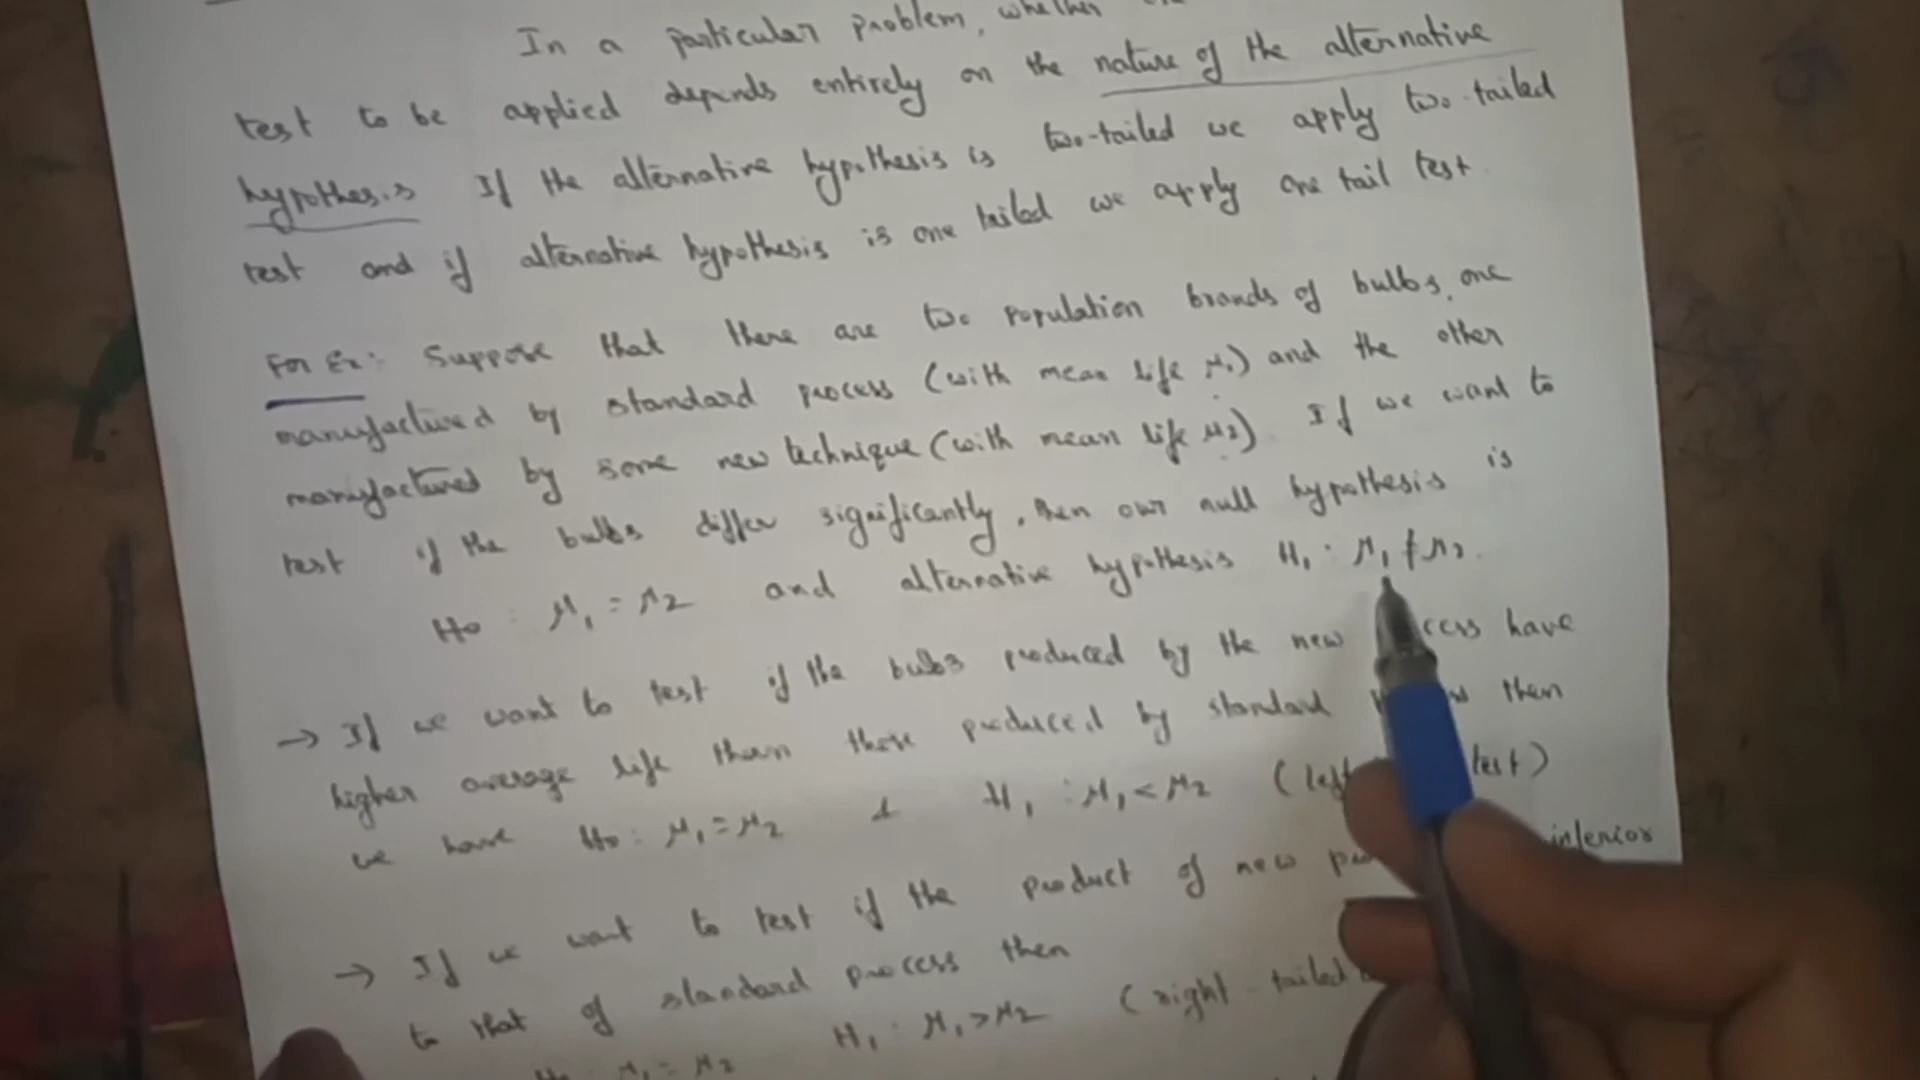 In a particular problem, whether
test to be applied depends entirely on the nature of the alternative
hypothesis If the alternative hypothesis is two-tailed we apply two-tailed
test and if alternative hypothesis is one tailed we apply one tail test
For Ex: Suppose that there are two population brands of bulbs, one
manufactured by standard process (with mean life μ₁) and the other
manufactured by some new technique (with mean life μ₂). If we want to
test if the bulbs differ significantly, then our null hypothesis is
H₀ : μ₁ = μ₂ and alternative hypothesis H₁ : μ₁ ≠ μ₂.
→ If we want to test if the bulbs produced by the new have
higher average life than those produced by standard then
we have H₀ : μ₁ = μ₂ & H₁ : μ₁ < μ₂ (left test)
→ If we want to test if the product of new inferior
to that of standard process then
H₀ : μ₁ = μ₂ H₁ : μ₁ > μ₂ (right-tailed